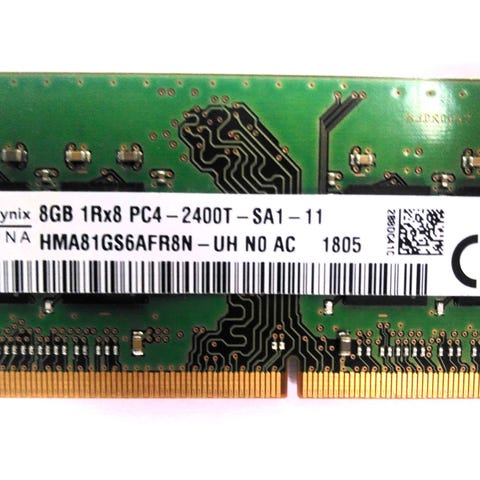 ynix 8GB 1Rx8 PC4-2400T-SA1-11
NA HMA81GS6AFR8N-UH N0 AC 1805